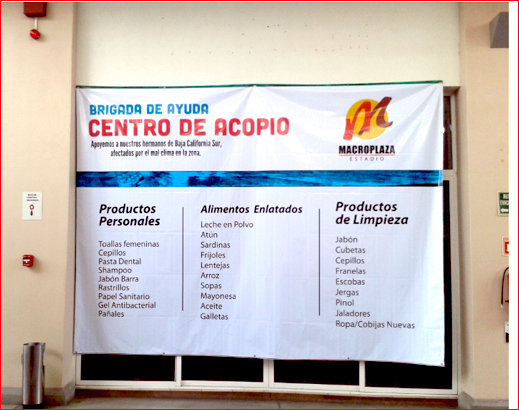 BRIGADA DE AYUDA
CENTRO DE ACOPIO
Apoyemos a nuestros hermanos de Baja California Sur,
afectados por el mal clima en la zona.
M
MACROPLAZA
ESTADIO
Productos
Personales
Toallas femeninas
Cepillos
Pasta Dental
Shampoo
Jabón Barra
Rastrillos
Papel Sanitario
Gel Antibacterial
Pañales
Alimentos Enlatados
Leche en Polvo
Atún
Sardinas
Frijoles
Lentejas
Arroz
Sopas
Mayonesa
Aceite
Galletas
Productos
de Limpieza
Jabón
Cubetas
Cepillos
Franelas
Escobas
Jergas
Pinol
Jaladores
Ropa/Cobijas Nuevas